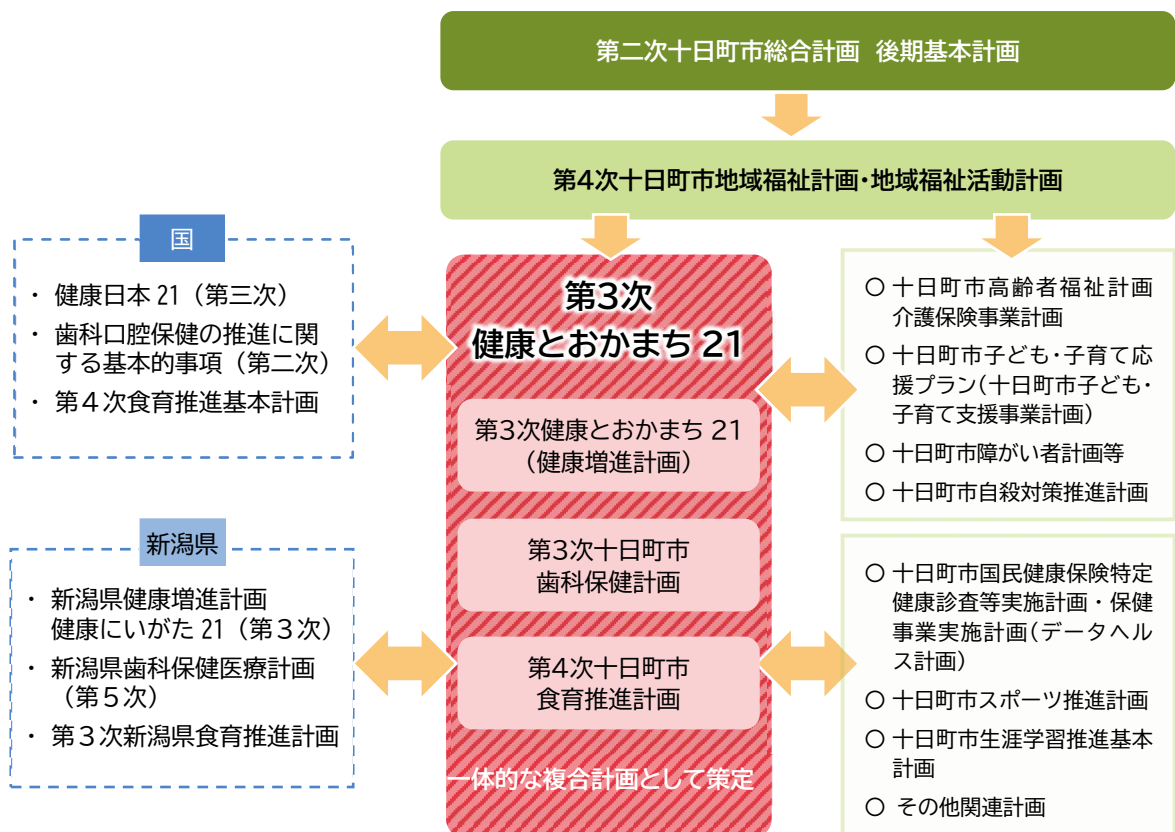 第二次十日町市総合計画 後期基本計画
第4次十日町市地域福祉計画・地域福祉活動計画
国
・ 健康日本 21（第三次）
・ 歯科口腔保健の推進に関
する基本的事項（第二次）
・ 第４次食育推進基本計画
新潟県
・ 新潟県健康増進計画
健康にいがた 21（第３次）
・ 新潟県歯科保健医療計画
（第５次）
・ 第３次新潟県食育推進計画
第3次
健康とおかまち 21
第3次健康とおかまち 21
（健康増進計画）
第3次十日町市
歯科保健計画
第4次十日町市
食育推進計画
一体的な複合計画として策定
○ 十日町市高齢者福祉計画
介護保険事業計画
○ 十日町市子ども・子育て応
援プラン（十日町市子ども・
子育て支援事業計画）
○ 十日町市障がい者計画等
○ 十日町市自殺対策推進計画
○ 十日町市国民健康保険特定
健康診査等実施計画・保健
事業実施計画（データヘル
ス計画）
○ 十日町市スポーツ推進計画
○ 十日町市生涯学習推進基本
計画
○ その他関連計画